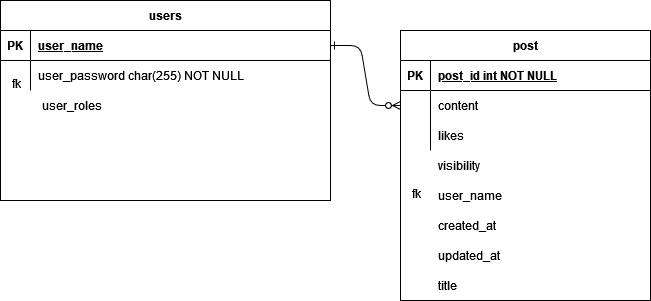 users
PK user_name
fk user_password char(255) NOT NULL
user_roles
post
PK post_id int NOT NULL
content
likes
visibility
fk user_name
created_at
updated_at
title